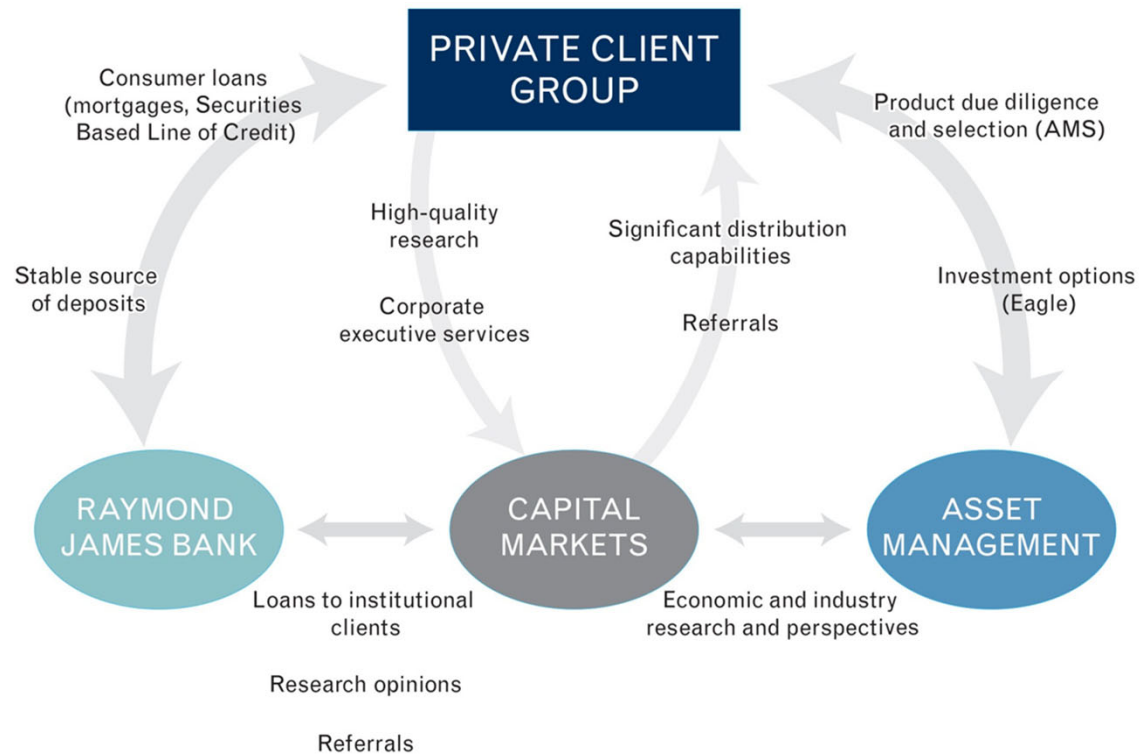 PRIVATE CLIENT
GROUP
Consumer loans
(mortgages, Securities
Based Line of Credit)
Product due diligence
and selection (AMS)
High-quality
research
Significant distribution
capabilities
Stable source
of deposits
Investment options
(Eagle)
Corporate
executive services
Referrals
RAYMOND
JAMES BANK
CAPITAL
MARKETS
ASSET
MANAGEMENT
Loans to institutional
clients
Economic and industry
research and perspectives
Research opinions
Referrals